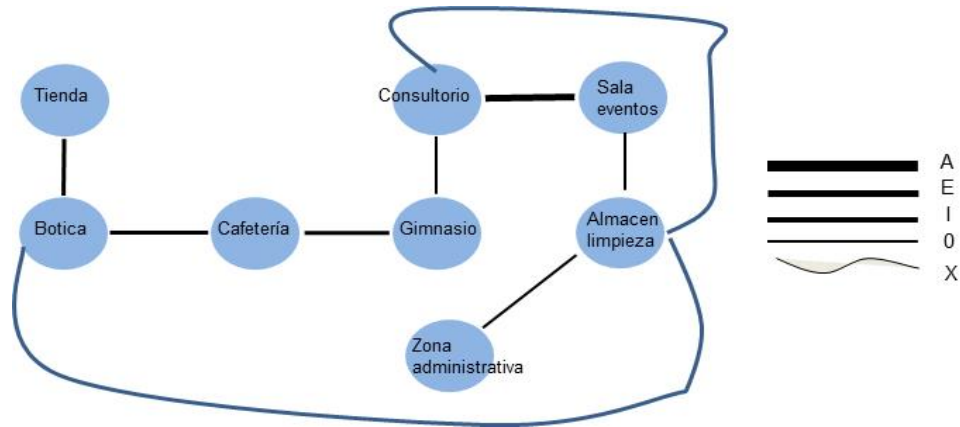 Tienda
Consultorio
Sala
eventos
Botica
Cafetería
Gimnasio
Almacen
limpieza
Zona
administrativa
A
E
I
0
X